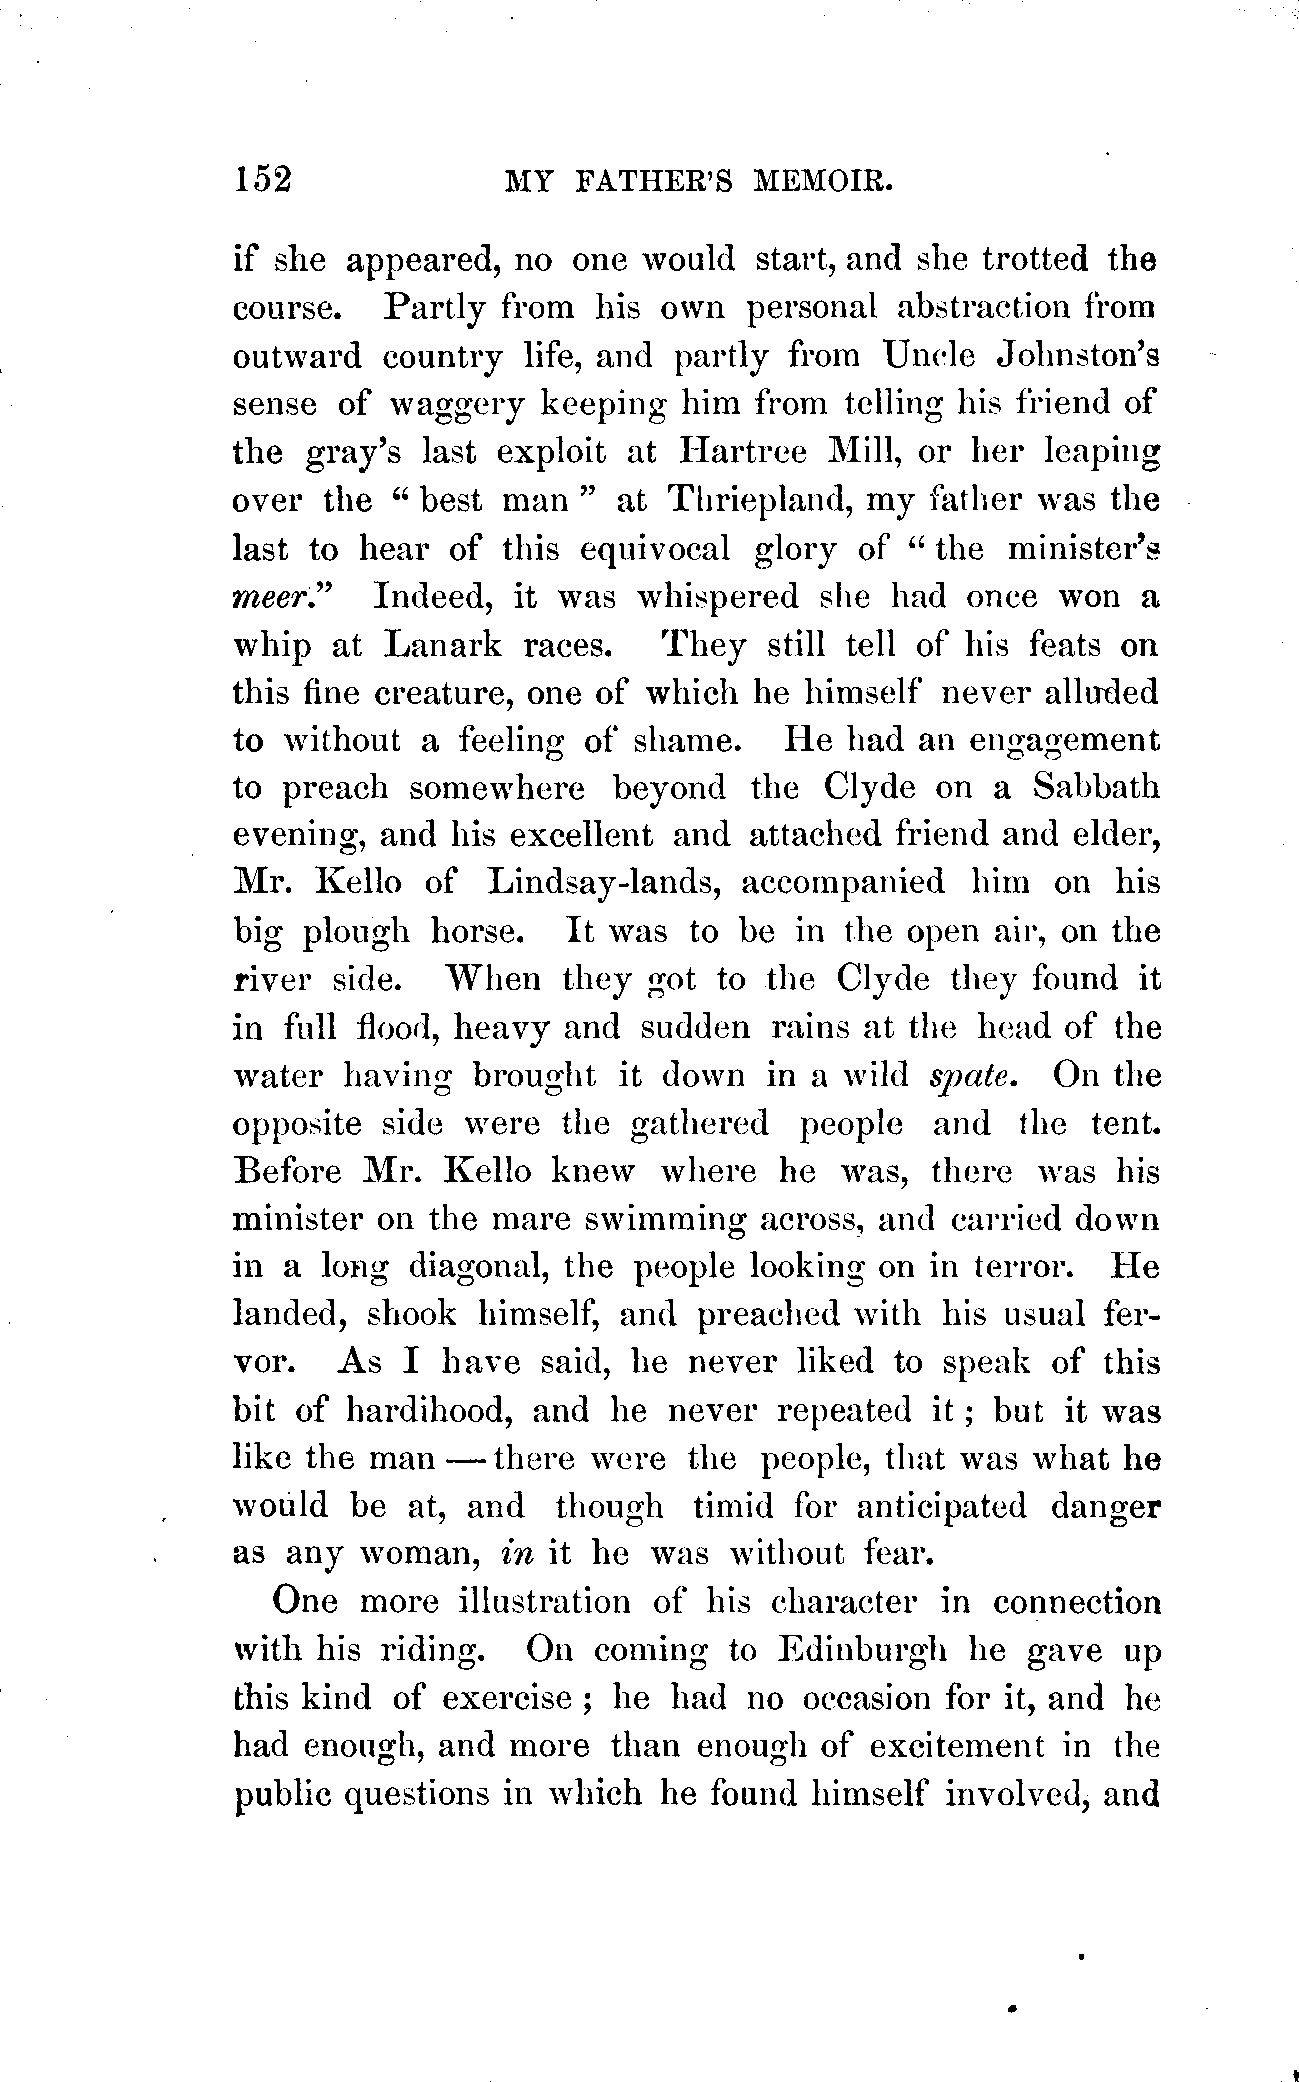 152 MY FATHER'S MEMOIR.
if she appeared, no one would start, and she trotted the
course. Partly from his own personal abstraction from
outward country life, and partly from Uncle Johnston's
sense of waggery keeping him from telling his friend of
the gray's last exploit at Hartree Mill, or her leaping
over the “ best man ” at Thriepland, my father was the
last to hear of this equivocal glory of “ the minister's
meer.” Indeed, it was whispered she had once won a
whip at Lanark races. They still tell of his feats on
this fine creature, one of which he himself never alluded
to without a feeling of shame. He had an engagement
to preach somewhere beyond the Clyde on a Sabbath
evening, and his excellent and attached friend and elder,
Mr. Kello of Lindsay-lands, accompanied him on his
big plough horse. It was to be in the open air, on the
river side. When they got to the Clyde they found it
in full flood, heavy and sudden rains at the head of the
water having brought it down in a wild spate. On the
opposite side were the gathered people and the tent.
Before Mr. Kello knew where he was, there was his
minister on the mare swimming across, and carried down
in a long diagonal, the people looking on in terror. He
landed, shook himself, and preached with his usual fer-
vor. As I have said, he never liked to speak of this
bit of hardihood, and he never repeated it ; but it was
like the man — there were the people, that was what he
would be at, and though timid for anticipated danger
as any woman, in it he was without fear.
One more illustration of his character in connection
with his riding. On coming to Edinburgh he gave up
this kind of exercise ; he had no occasion for it, and he
had enough, and more than enough of excitement in the
public questions in which he found himself involved, and